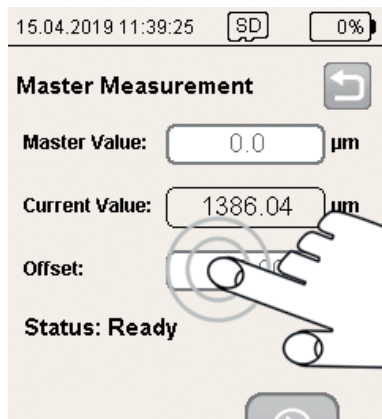 15.04.2019 11:39:25 SD 0%
Master Measurement
Master Value: 0.0 µm
Current Value: 1386.04 µm
Offset:
Status: Ready